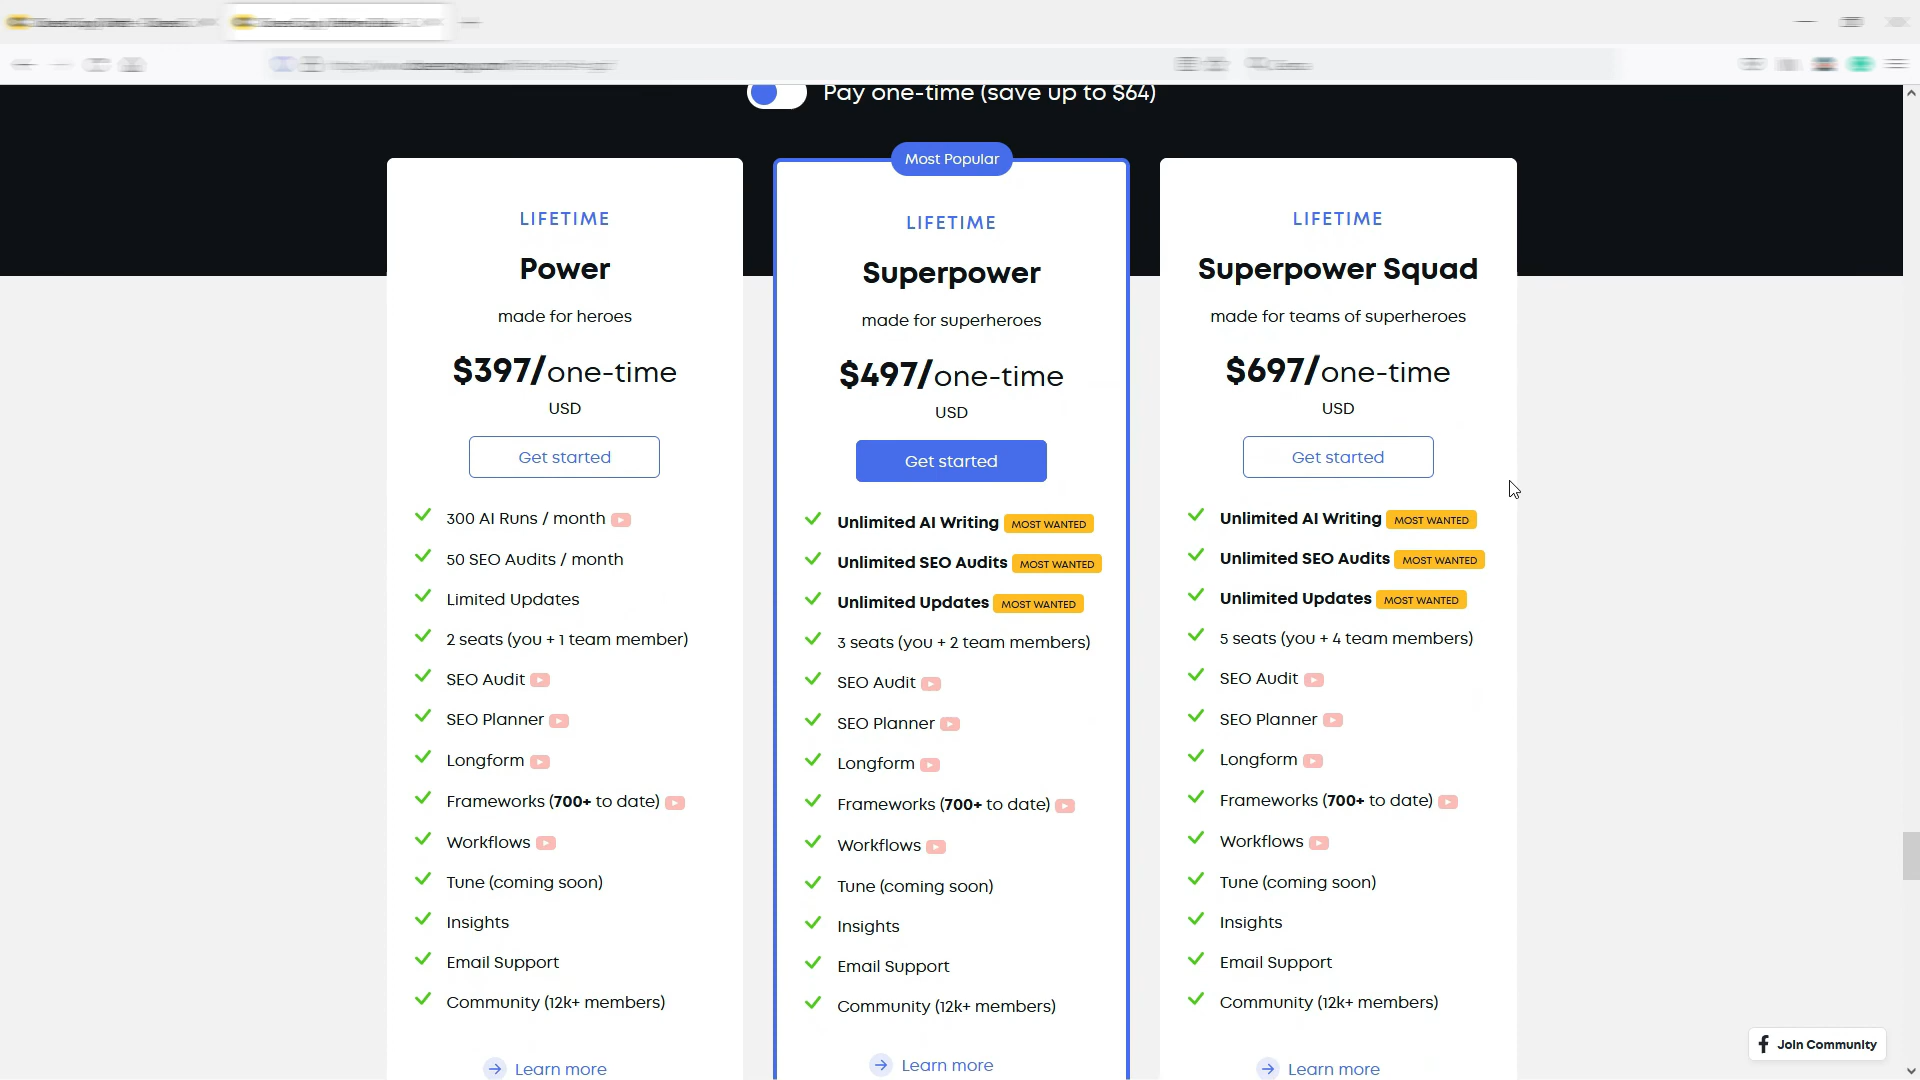 Pay one-time (save up to $64)
LIFETIME
Power
made for heroes
$397/one-time
USD
Get started
300 AI Runs / month
50 SEO Audits / month
Limited Updates
2 seats (you + 1 team member)
SEO Audit
SEO Planner
Longform
Frameworks (700+ to date)
Workflows
Tune (coming soon)
Insights
Email Support
Community (12k+ members)
Learn more
Most Popular
LIFETIME
Superpower
made for superheroes
$497/one-time
USD
Get started
Unlimited AI Writing MOST WANTED
Unlimited SEO Audits MOST WANTED
Unlimited Updates MOST WANTED
3 seats (you + 2 team members)
SEO Audit
SEO Planner
Longform
Frameworks (700+ to date)
Workflows
Tune (coming soon)
Insights
Email Support
Community (12k+ members)
Learn more
LIFETIME
Superpower Squad
made for teams of superheroes
$697/one-time
USD
Get started
Unlimited AI Writing MOST WANTED
Unlimited SEO Audits MOST WANTED
Unlimited Updates MOST WANTED
5 seats (you + 4 team members)
SEO Audit
SEO Planner
Longform
Frameworks (700+ to date)
Workflows
Tune (coming soon)
Insights
Email Support
Community (12k+ members)
Learn more
Join Community